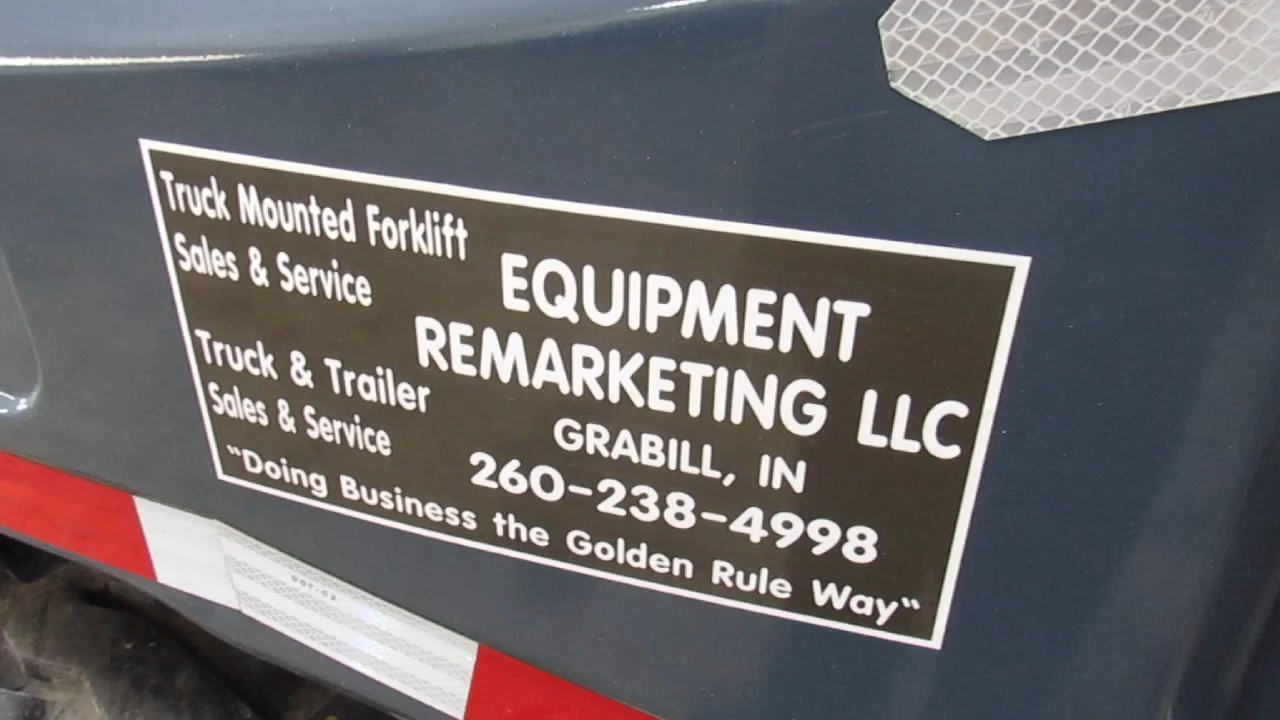 Truck Mounted Forklift
Sales & Service
Truck & Trailer
Sales & Service
EQUIPMENT
REMARKETING LLC
GRABILL, IN
260-238-4998
"Doing Business the Golden Rule Way"